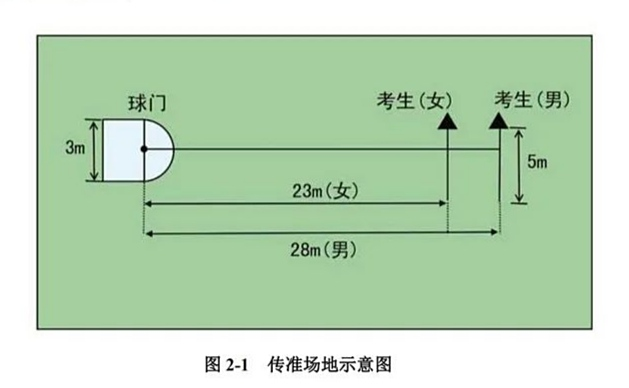 球门
考生(女)
考生(男)
3m
5m
23m(女)
28m(男)
图 2-1 传准场地示意图